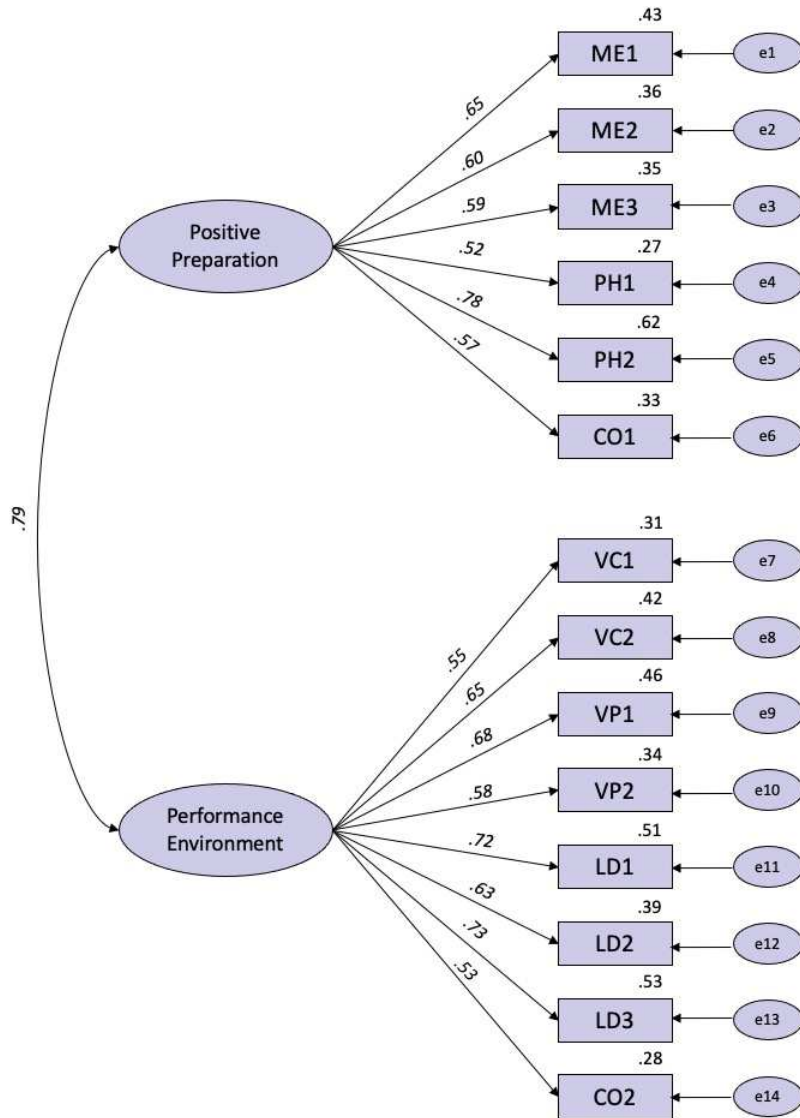 .43
ME1
e1
.65
.36
ME2
e2
.60
.35
ME3
e3
.59
Positive
Preparation
.27
PH1
e4
.52
.62
PH2
e5
.78
.33
CO1
e6
.57
.79
.31
VC1
e7
.55
.42
VC2
e8
.65
.46
VP1
e9
.68
.34
VP2
e10
.58
Performance
Environment
.51
LD1
e11
.72
.39
LD2
e12
.63
.53
LD3
e13
.73
.28
CO2
e14
.53